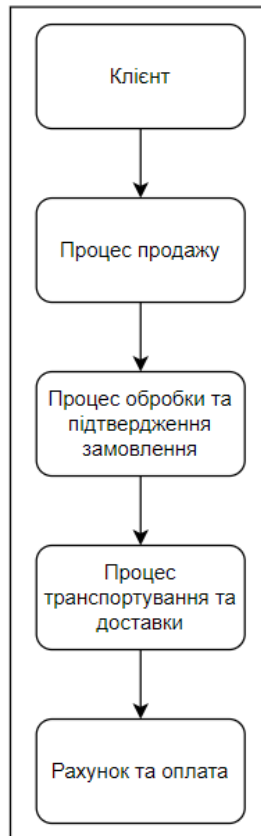 Клієнт
Процес продажу
Процес обробки та
підтвердження
замовлення
Процес
транспортування та
доставки
Рахунок та оплата